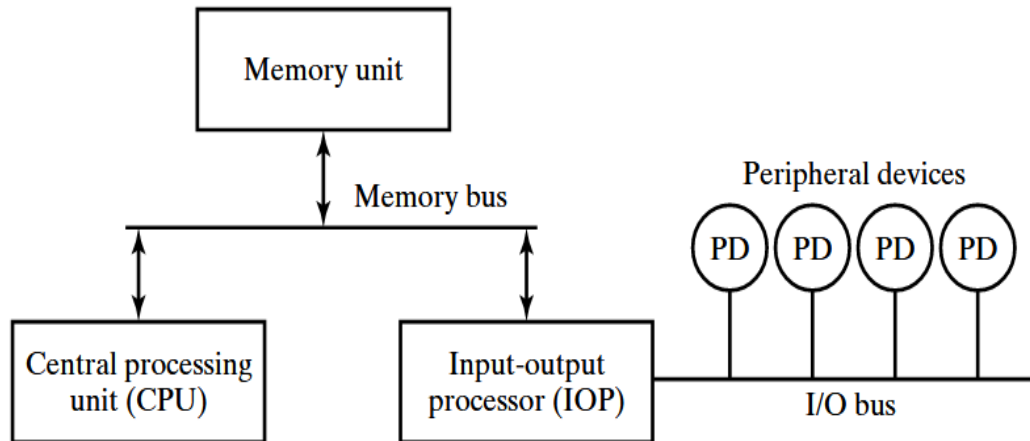 Memory unit
Memory bus
Peripheral devices
PD PD PD PD
Central processing
unit (CPU)
Input-output
processor (IOP)
I/O bus